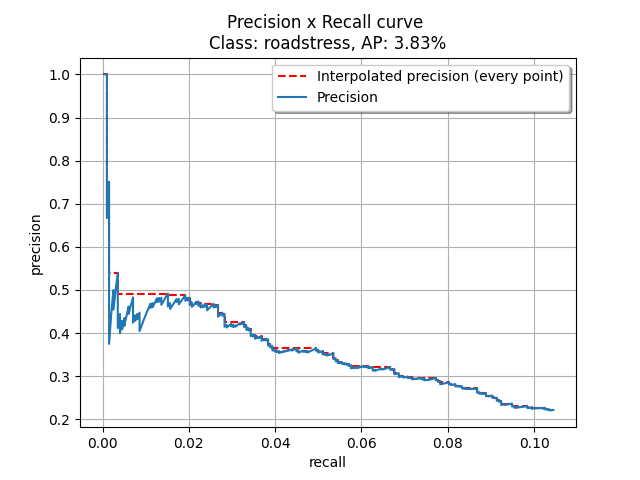 Precision x Recall curve
Class: roadstress, AP: 3.83%
Interpolated precision (every point)
Precision
1.0
0.9
0.8
0.7
0.6
0.5
0.4
0.3
0.2
precision
0.00 0.02 0.04 0.06 0.08 0.10
recall